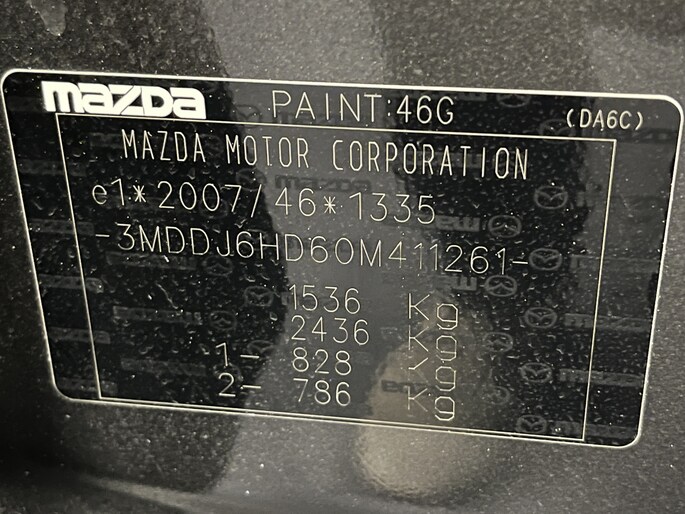 mazda PAINT:46G (DA6C)
MAZDA MOTOR CORPORATION
e1*2007/46*1335
-3MDDJ6HD60M411261-
1536 Kg
2436 Kg
1- 828 Kg
2- 786 Kg